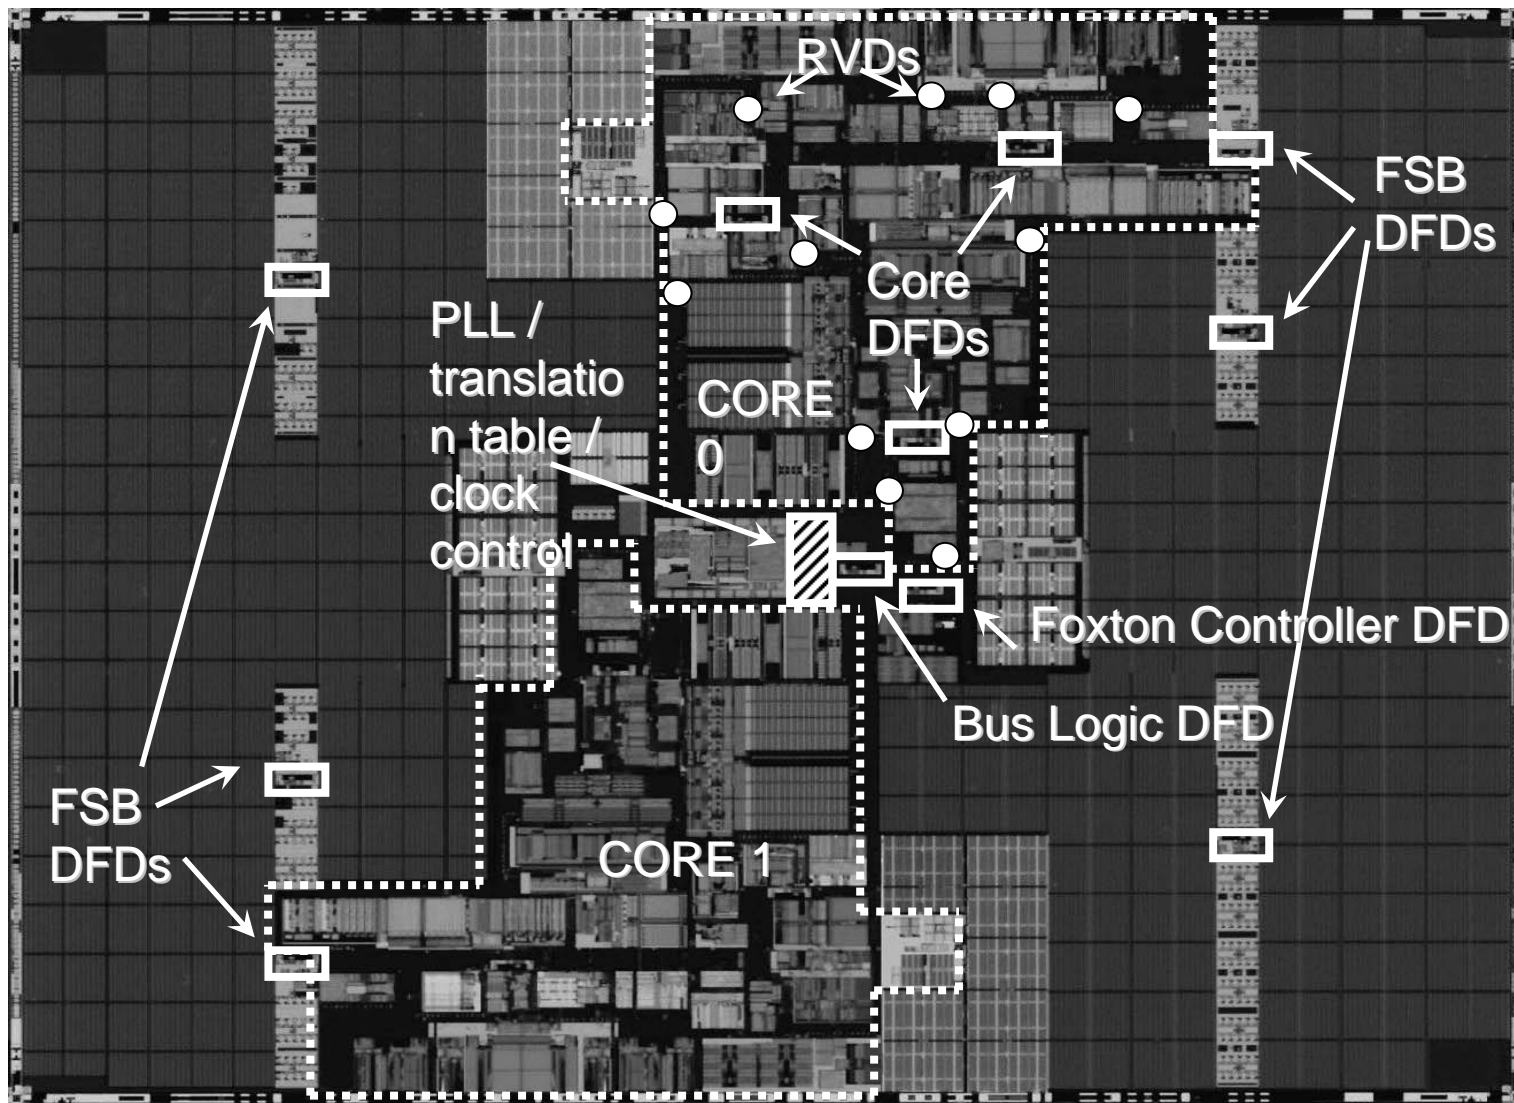 RVDs
FSB
DFDs
Core
DFDs
PLL /
translatio
n table /
clock
control
CORE
0
Foxton Controller DFD
Bus Logic DFD
FSB
DFDs
CORE 1